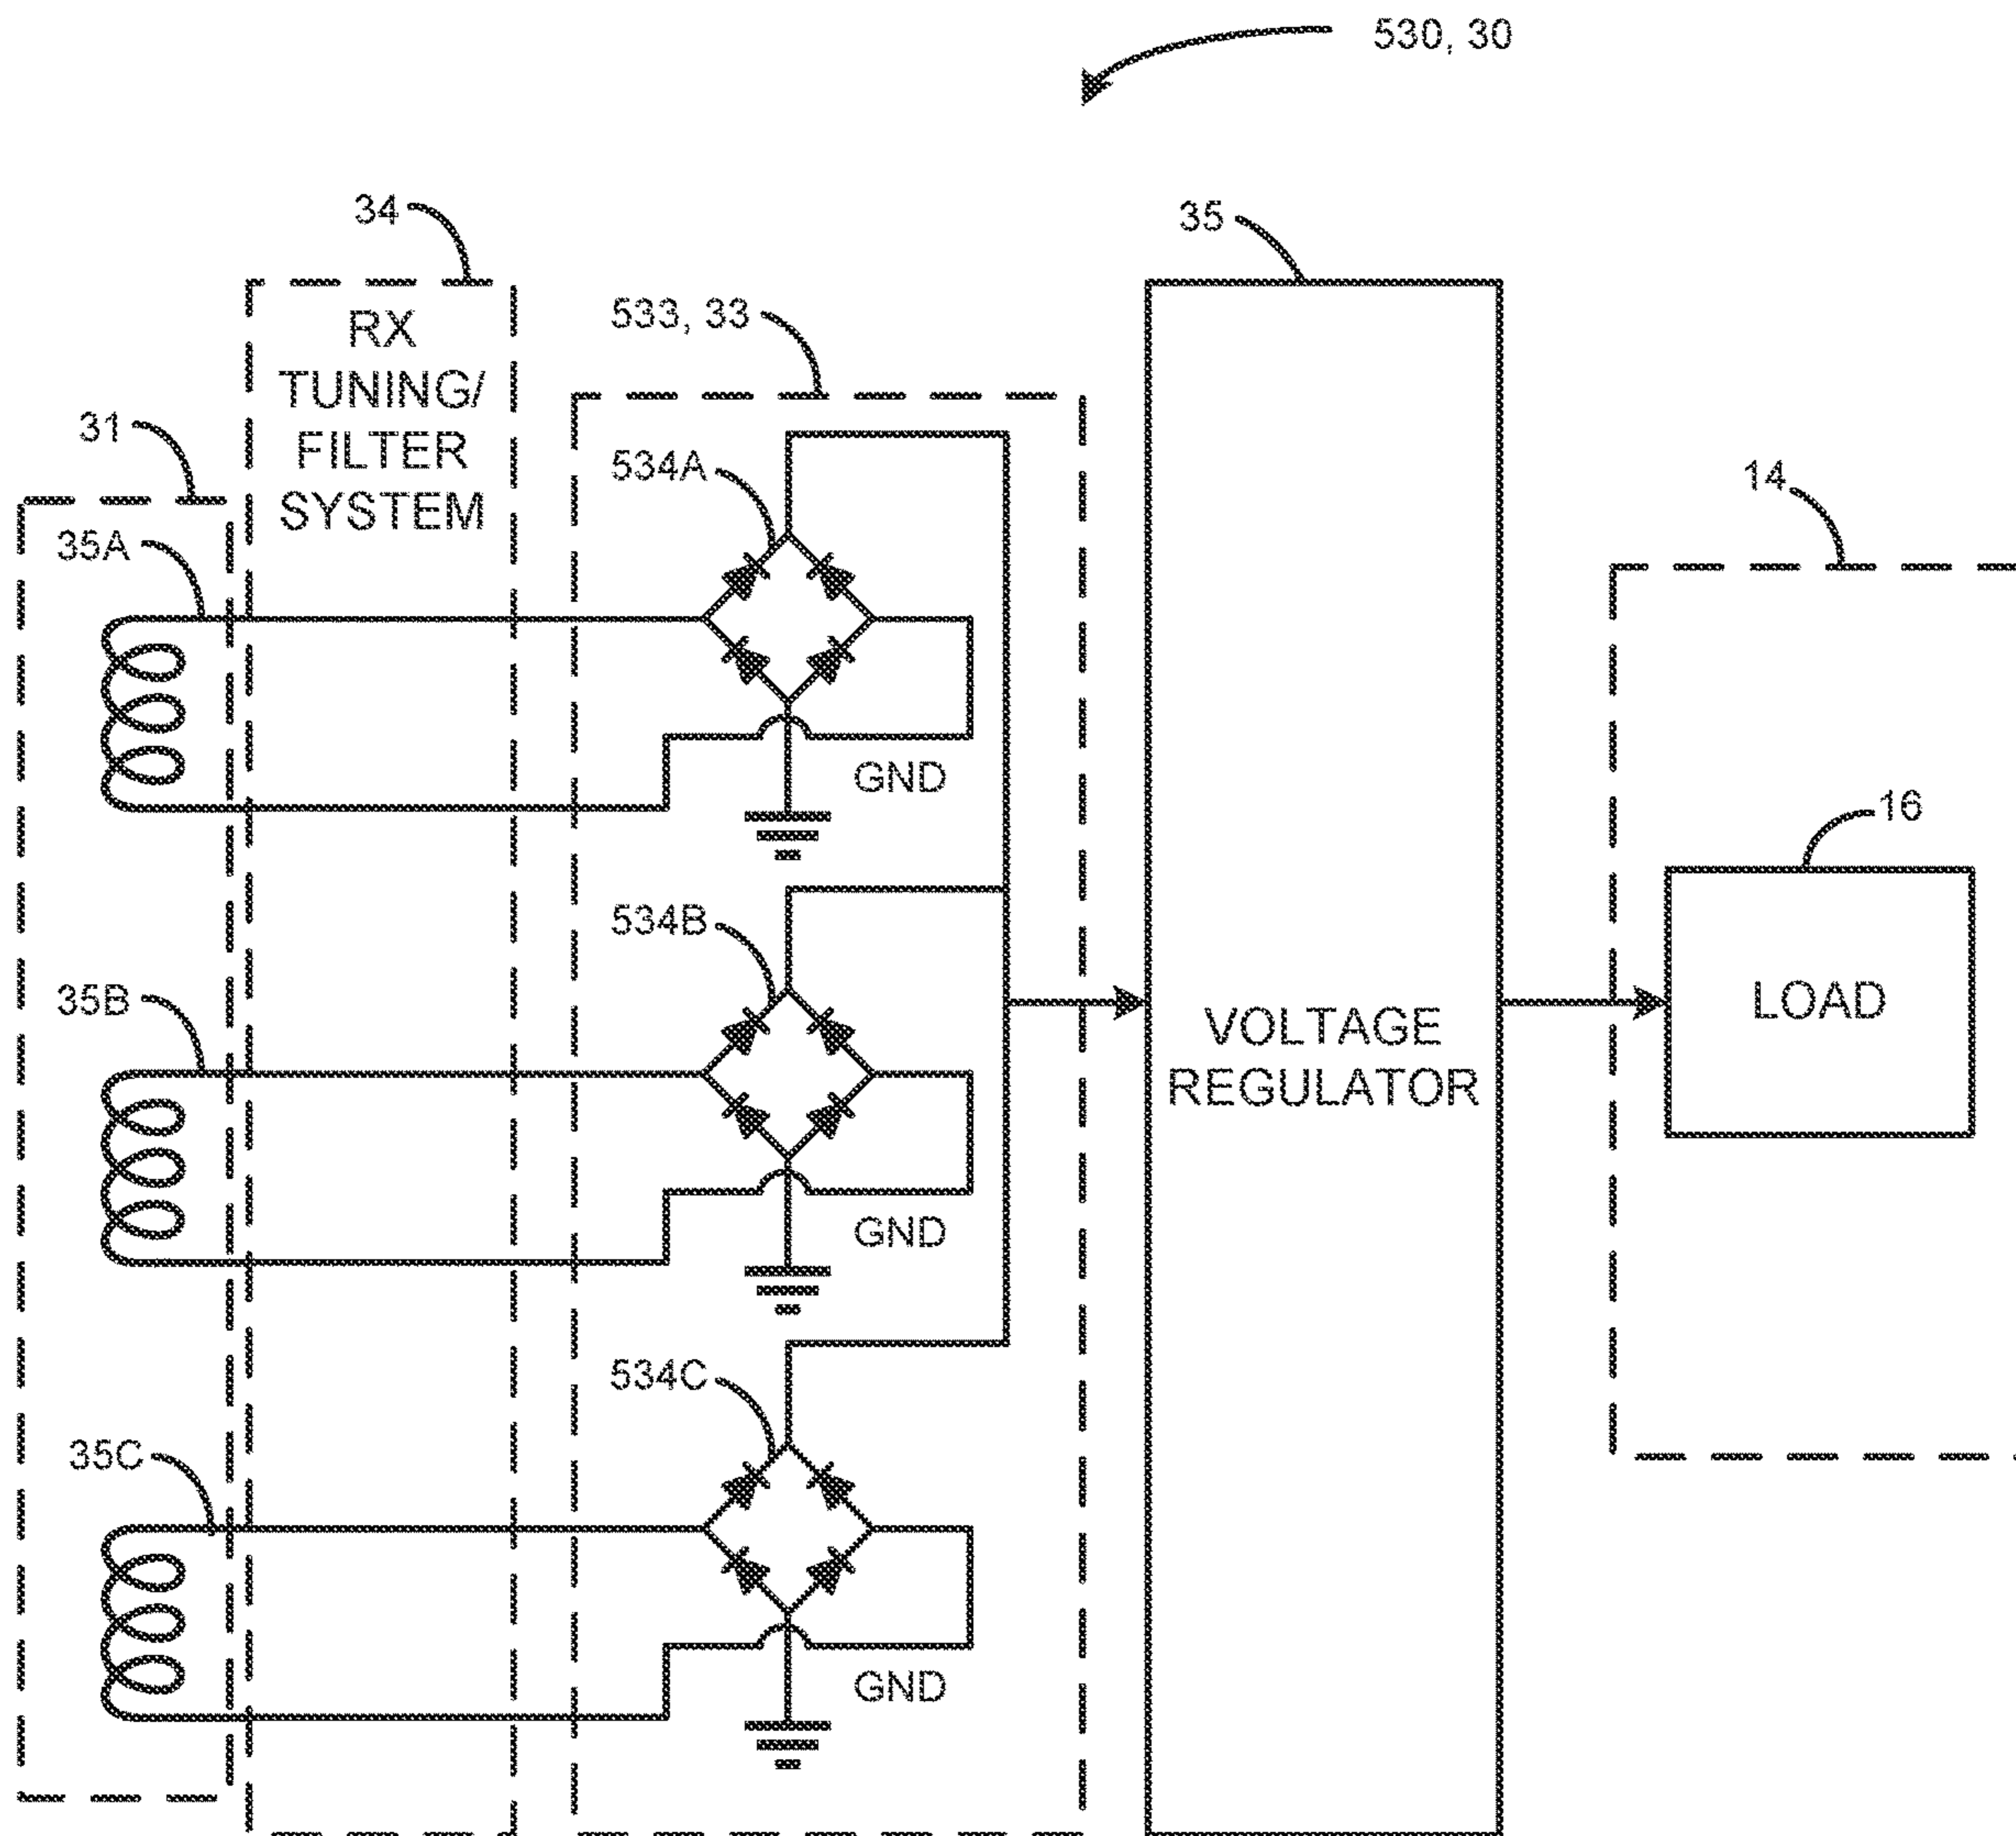 530, 30
34
35
RX
TUNING/
FILTER
SYSTEM
533, 33
31
534A
14
35A
GND
16
534B
35B
LOAD
VOLTAGE
REGULATOR
GND
534C
35C
GND